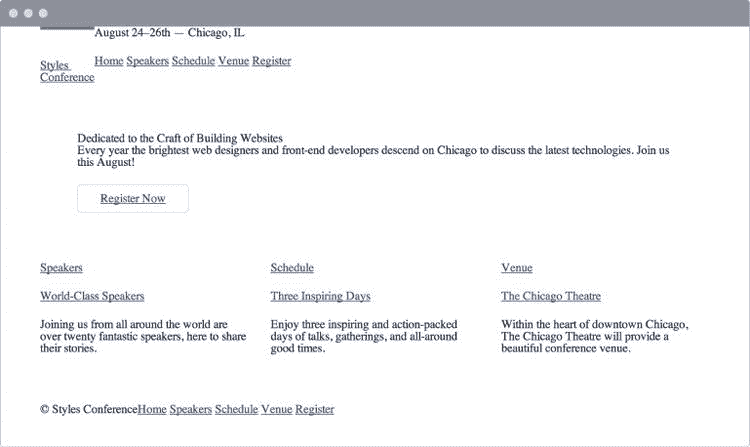 August 24–26th — Chicago, IL
Home Speakers Schedule Venue Register
Styles
Conference
Dedicated to the Craft of Building Websites
Every year the brightest web designers and front-end developers descend on Chicago to discuss the latest technologies. Join us
this August!
Register Now
Speakers
World-Class Speakers
Joining us from all around the world are
over twenty fantastic speakers, here to share
their stories.
Schedule
Three Inspiring Days
Enjoy three inspiring and action-packed
days of talks, gatherings, and all-around
good times.
Venue
The Chicago Theatre
Within the heart of downtown Chicago,
The Chicago Theatre will provide a
beautiful conference venue.
© Styles ConferenceHome Speakers Schedule Venue Register